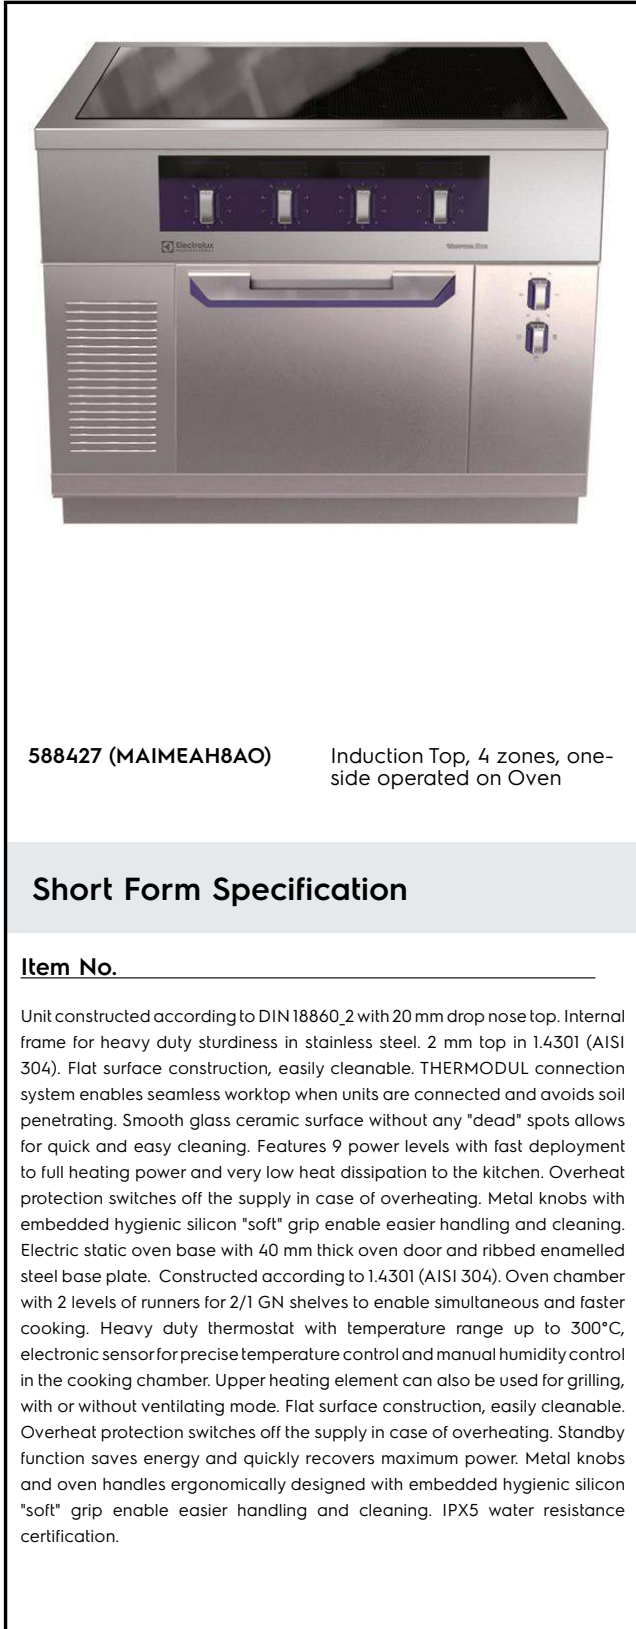 Electrolux
PROFESSIONAL
588427 (MAIMEAH8AO)
Induction Top, 4 zones, one-
side operated on Oven
Short Form Specification
Item No.
Unit constructed according to DIN 18860_2 with 20 mm drop nose top. Internal
frame for heavy duty sturdiness in stainless steel. 2 mm top in 1.4301 (AISI
304). Flat surface construction, easily cleanable. THERMODUL connection
system enables seamless worktop when units are connected and avoids soil
penetrating. Smooth glass ceramic surface without any "dead" spots allows
for quick and easy cleaning. Features 9 power levels with fast deployment
to full heating power and very low heat dissipation to the kitchen. Overheat
protection switches off the supply in case of overheating. Metal knobs with
embedded hygienic silicon "soft" grip enable easier handling and cleaning.
Electric static oven base with 40 mm thick oven door and ribbed enamelled
steel base plate. Constructed according to 1.4301 (AISI 304). Oven chamber
with 2 levels of runners for 2/1 GN shelves to enable simultaneous and faster
cooking. Heavy duty thermostat with temperature range up to 300°C,
electronic sensor for precise temperature control and manual humidity control
in the cooking chamber. Upper heating element can also be used for grilling,
with or without ventilating mode. Flat surface construction, easily cleanable.
Overheat protection switches off the supply in case of overheating. Standby
function saves energy and quickly recovers maximum power. Metal knobs
and oven handles ergonomically designed with embedded hygienic silicon
"soft" grip enable easier handling and cleaning. IPX5 water resistance
certification.